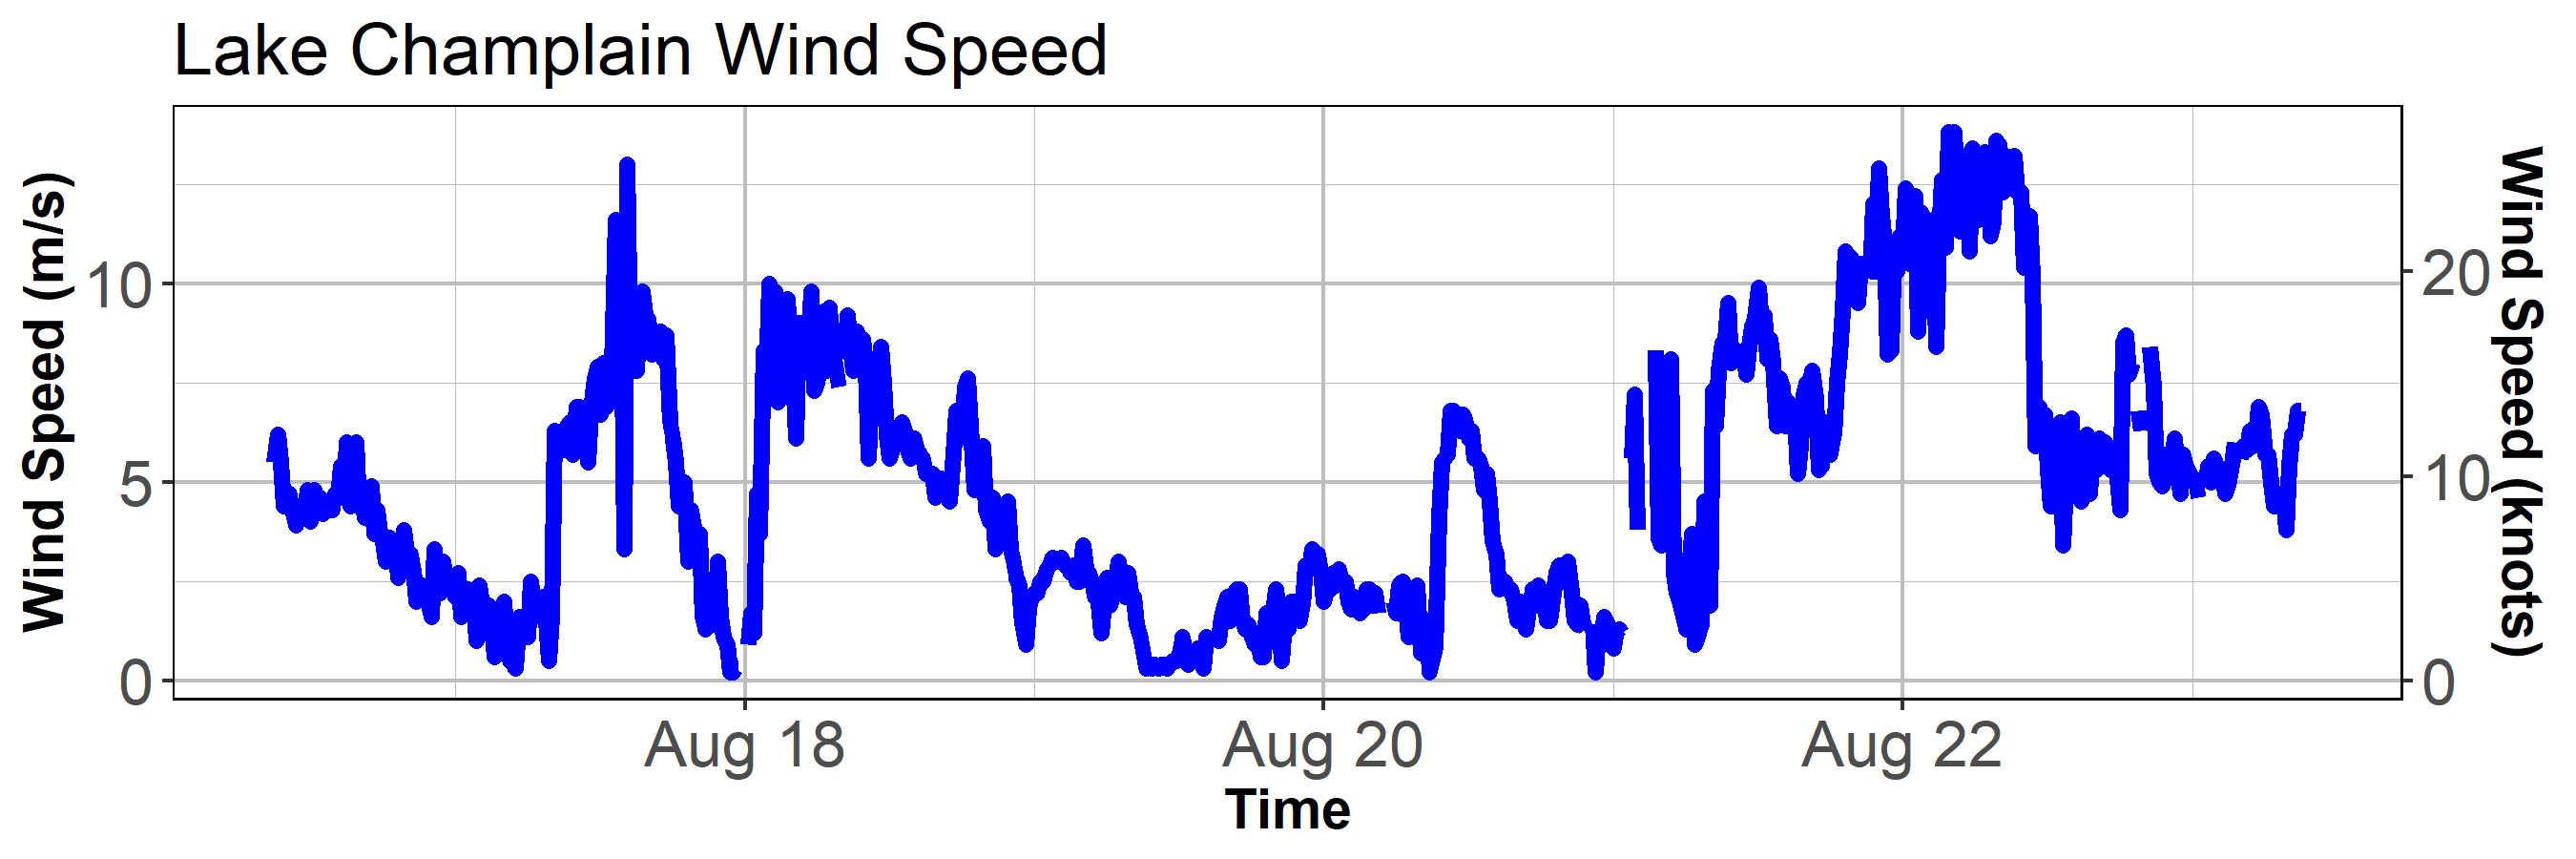 Lake Champlain Wind Speed
Wind Speed (m/s)
10
5
0
20
10
0
Wind Speed (knots)
Aug 18
Aug 20
Aug 22
Time